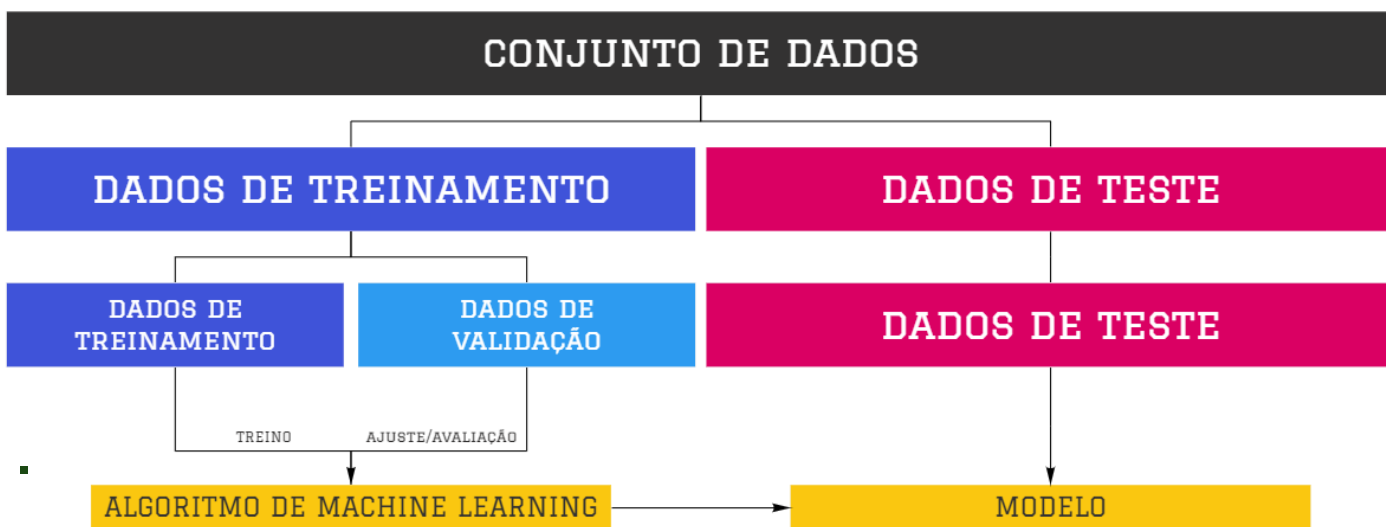 CONJUNTO DE DADOS
DADOS DE TREINAMENTO
DADOS DE TESTE
DADOS DE
TREINAMENTO
DADOS DE
VALIDAÇÃO
DADOS DE TESTE
TREINO
AJUSTE/AVALIAÇÃO
ALGORITMO DE MACHINE LEARNING
MODELO